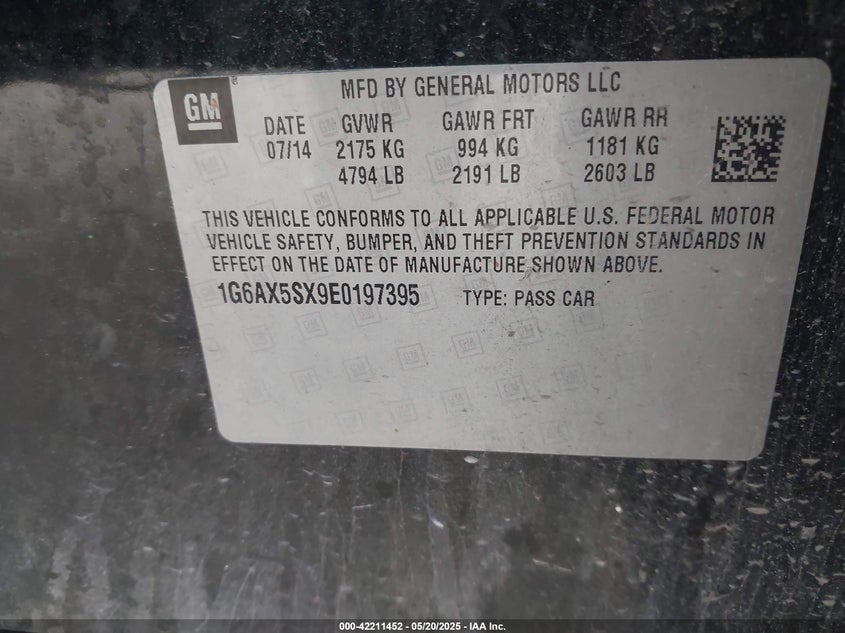 GM
MFD BY GENERAL MOTORS LLC
DATE GVWR GAWR FRT GAWR RR
07/14 2175 KG 994 KG 1181 KG
4794 LB 2191 LB 2603 LB
THIS VEHICLE CONFORMS TO ALL APPLICABLE U.S. FEDERAL MOTOR
VEHICLE SAFETY, BUMPER, AND THEFT PREVENTION STANDARDS IN
EFFECT ON THE DATE OF MANUFACTURE SHOWN ABOVE.
1G6AX5SX9E0197395 TYPE: PASS CAR
000-42211452 - 05/20/2025 - IAA Inc.